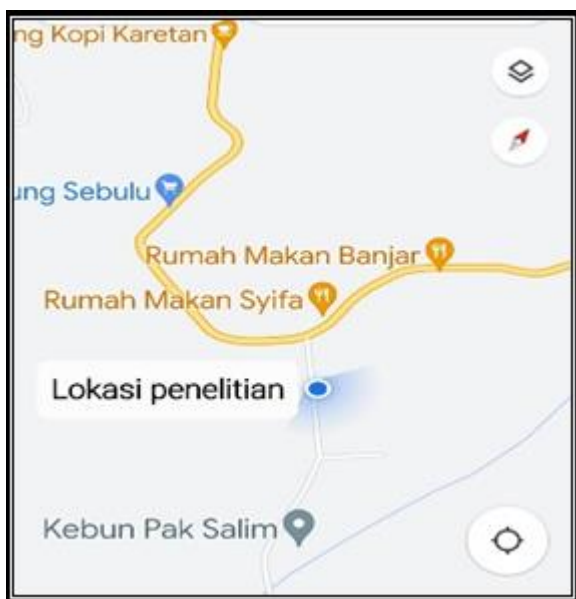 ng Kopi Karetan
ung Sebulu
Rumah Makan Banjar
Rumah Makan Syifa
Lokasi penelitian
Kebun Pak Salim